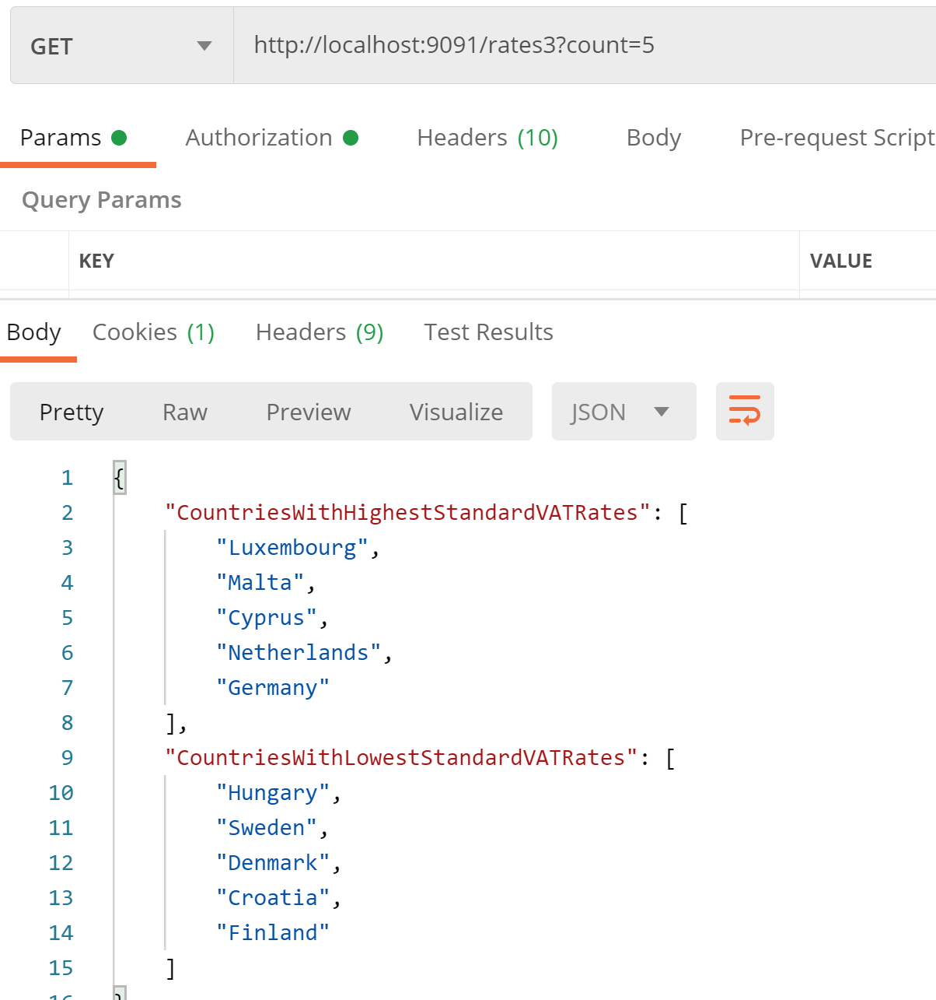 GET http://localhost:9091/rates3?count=5
Params Authorization Headers (10) Body Pre-request Script
Query Params
KEY VALUE
Body Cookies (1) Headers (9) Test Results
Pretty Raw Preview Visualize JSON
1 {
2 "CountriesWithHighestStandardVATRates": [
3 "Luxembourg",
4 "Malta",
5 "Cyprus",
6 "Netherlands",
7 "Germany"
8 ],
9 "CountriesWithLowestStandardVATRates": [
10 "Hungary",
11 "Sweden",
12 "Denmark",
13 "Croatia",
14 "Finland"
15 ]
16 }